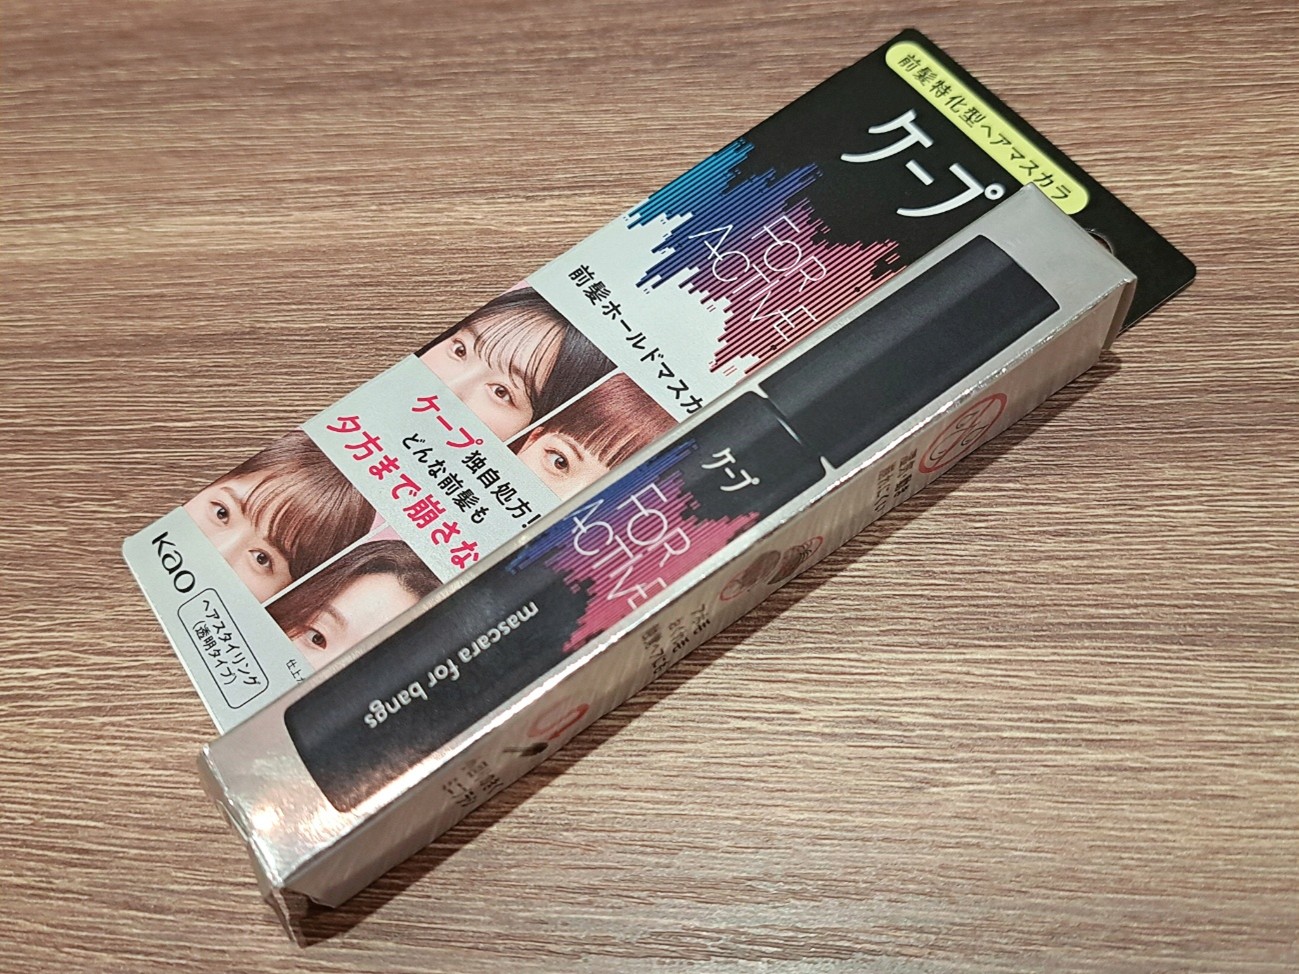 前髪特化型ヘアマスカラ
ケープ
FOR
ACTIVE
前髪ホールドマスカ
ケープ独自処方!
どんな前髪も
夕方まで崩さな
Kao
ヘアスタイリング
(透明タイプ)
仕上
ケープ
FOR
ACTIVE
mascara for bangs